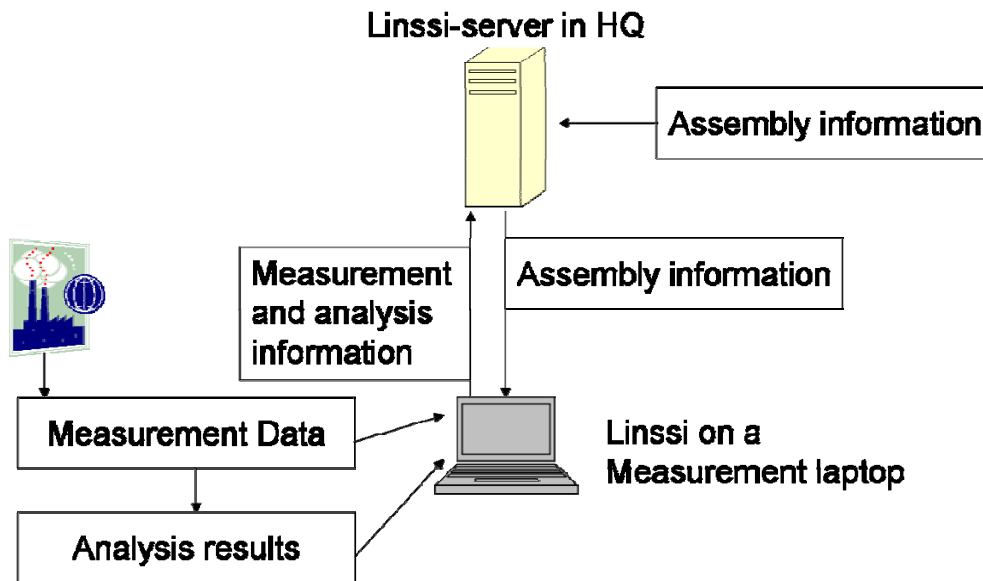 Linssi-server in HQ
Assembly information
Measurement
and analysis
information
Assembly information
Measurement Data
Linssi on a
Measurement laptop
Analysis results